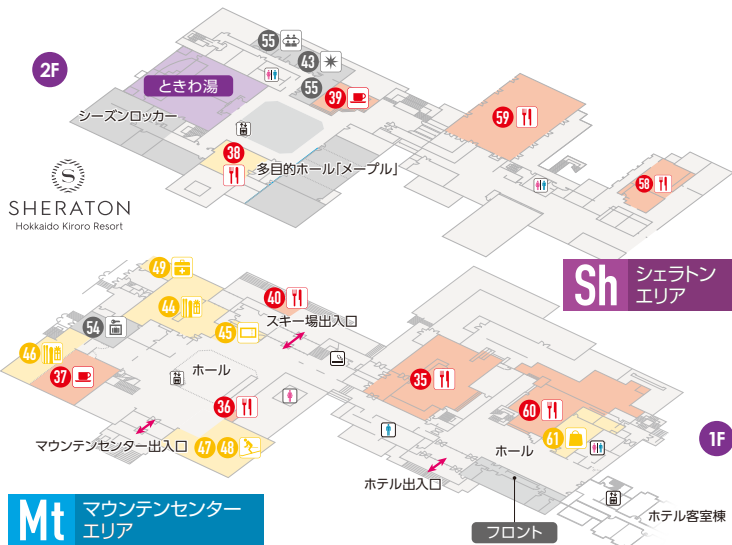 2F
55
43
55
39
59
58
ときわ湯
シーズンロッカー
38
多目的ホール「メープル」
S
SHERATON
Hokkaido Kiroro Resort
Sh
シェラトン
エリア
49
44
40
スキー場出入口
54
45
46
37
ホール
36
35
60
61
ホール
1F
マウンテンセンター出入口
47 48
ホテル出入口
フロント
ホテル客室棟
Mt
マウンテンセンター
エリア